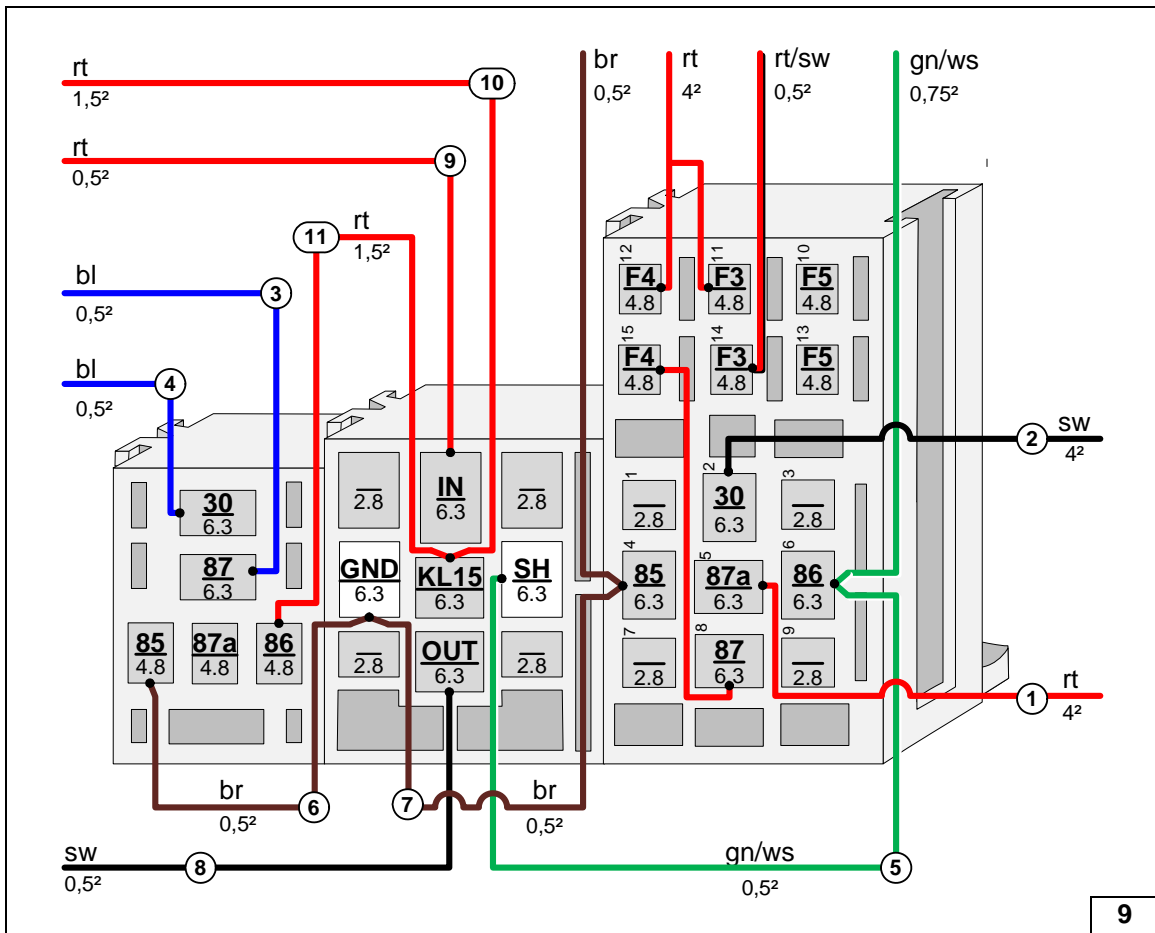 rt
1,5²
10
br
0,5²
rt
4²
rt/sw
0,5²
gn/ws
0,75²
rt
0,5²
9
11
rt
1,5²
bl
0,5²
3
bl
0,5²
4
12
F4
4.8
11
F3
4.8
10
F5
4.8
15
F4
4.8
14
F3
4.8
13
F5
4.8
2
sw
4²
30
6.3
87
6.3
85
4.8
87a
4.8
86
4.8
2.8
IN
6.3
2.8
GND
6.3
KL15
6.3
SH
6.3
2.8
OUT
6.3
2.8
1
2.8
2
30
6.3
3
2.8
4
85
6.3
5
87a
6.3
6
86
6.3
7
2.8
8
87
6.3
9
2.8
1
rt
4²
br
0,5²
6
7
br
0,5²
sw
0,5²
8
gn/ws
0,5²
5
9